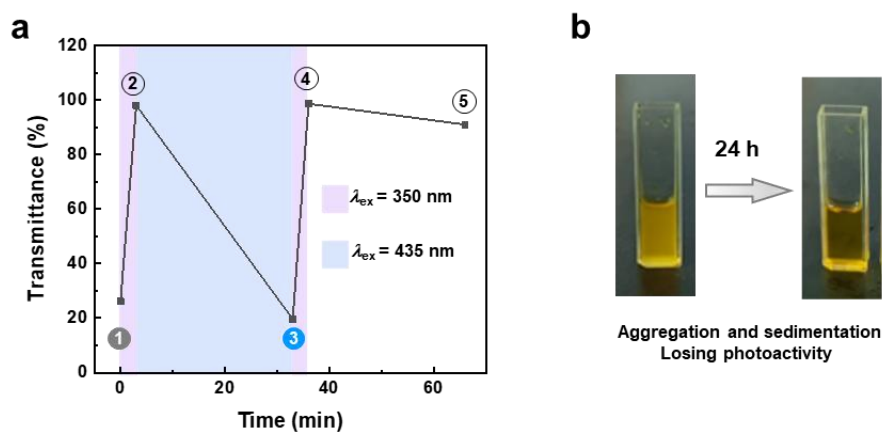 a
120
100
80
60
40
20
0
Transmittance (%)
0
20
40
60
Time (min)
1
2
3
4
5
λex = 350 nm
λex = 435 nm
b
24 h
Aggregation and sedimentation
Losing photoactivity